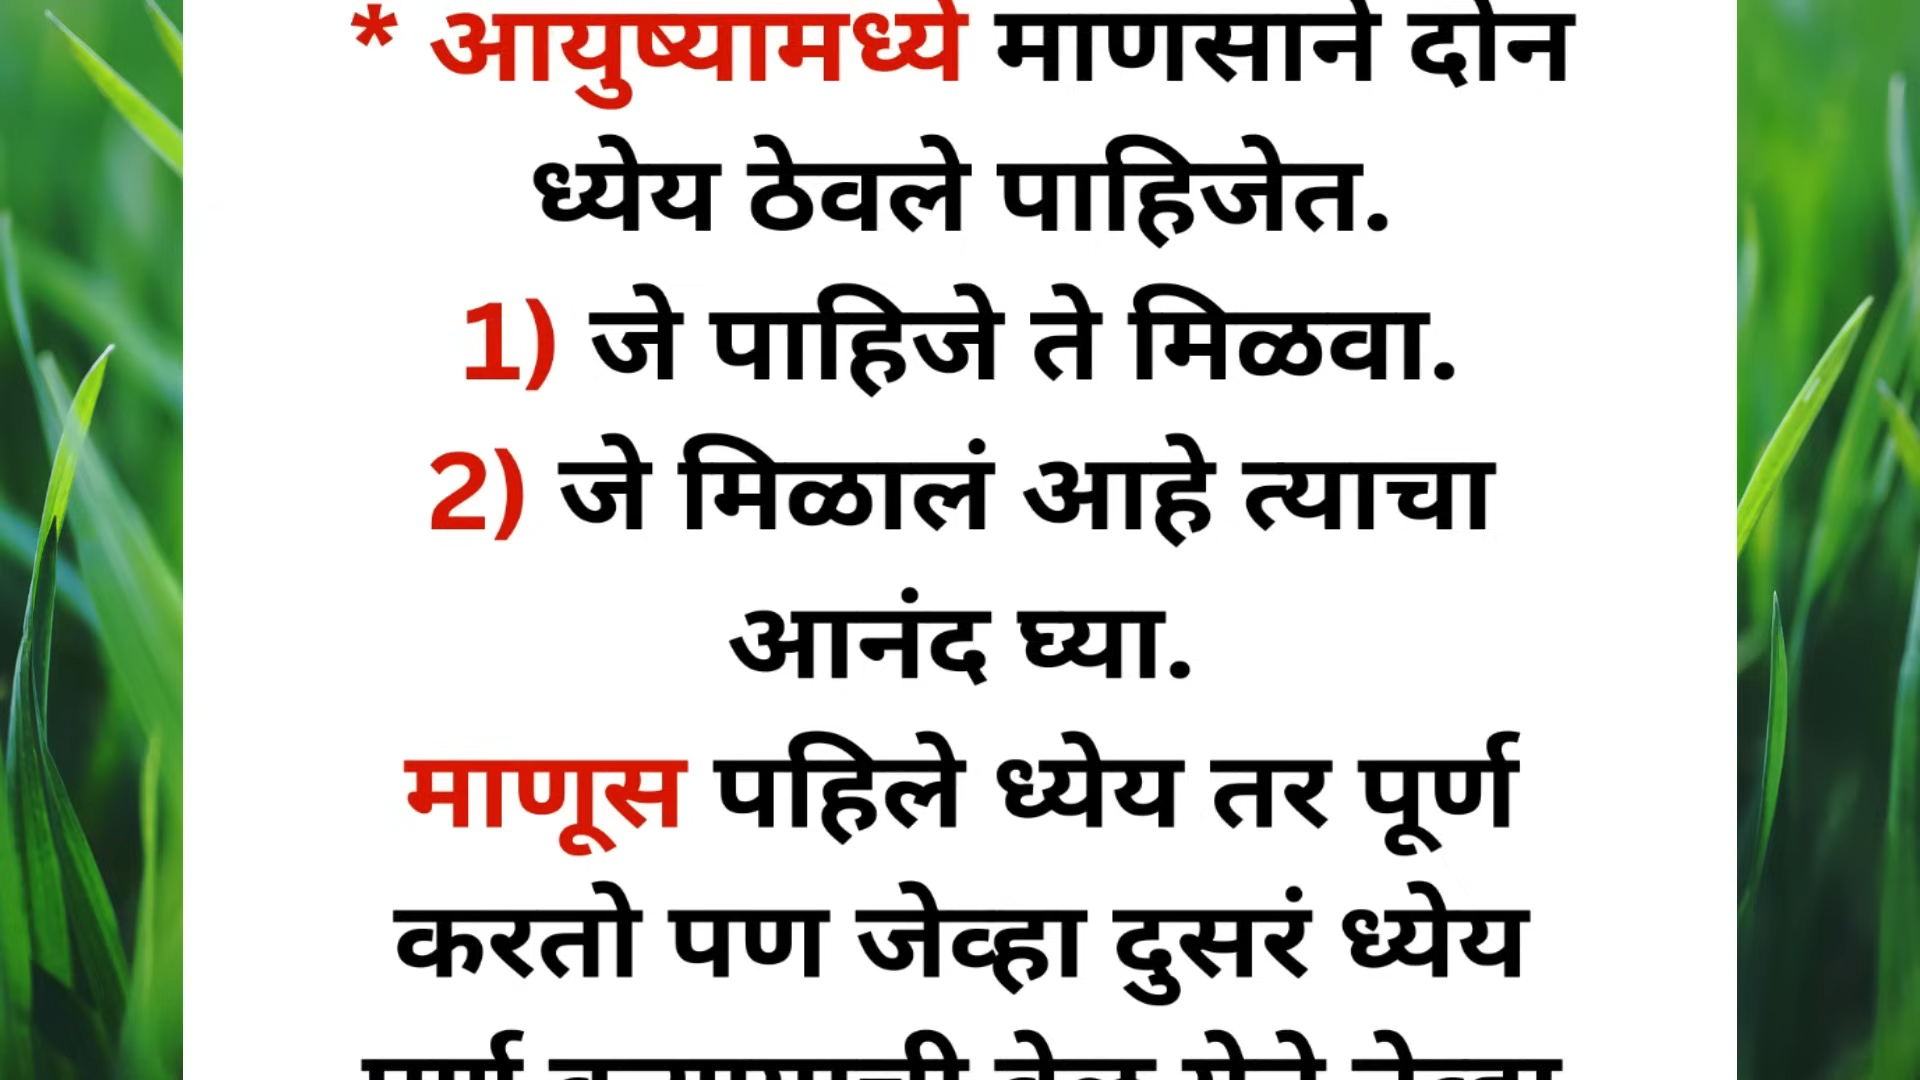 * आयुष्यामध्ये माणसाने दोन
ध्येय ठेवले पाहिजेत.
1) जे पाहिजे ते मिळवा.
2) जे मिळालं आहे त्याचा
आनंद घ्या.
माणूस पहिले ध्येय तर पूर्ण
करतो पण जेव्हा दुसरं ध्येय